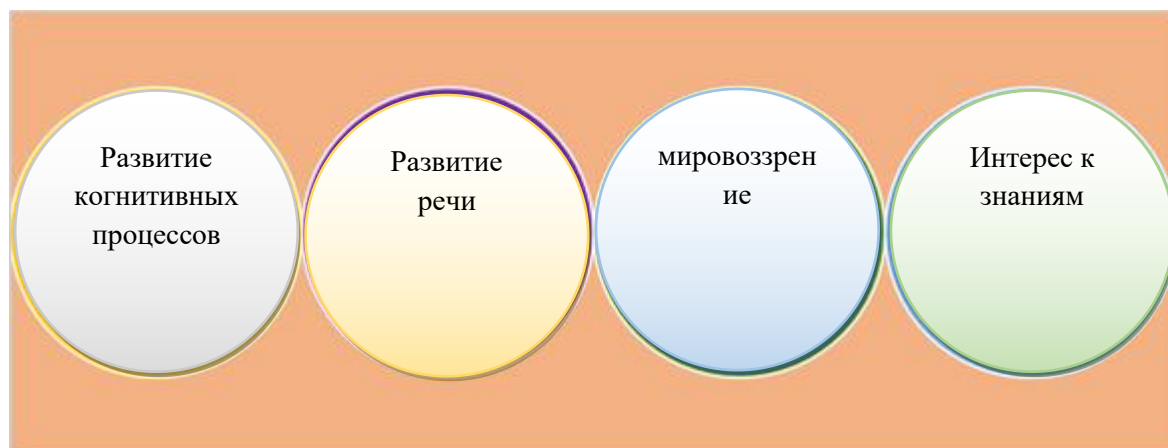 Развитие
когнитивных
процессов
Развитие
речи
мировоззрен
ие
Интерес к
знаниям